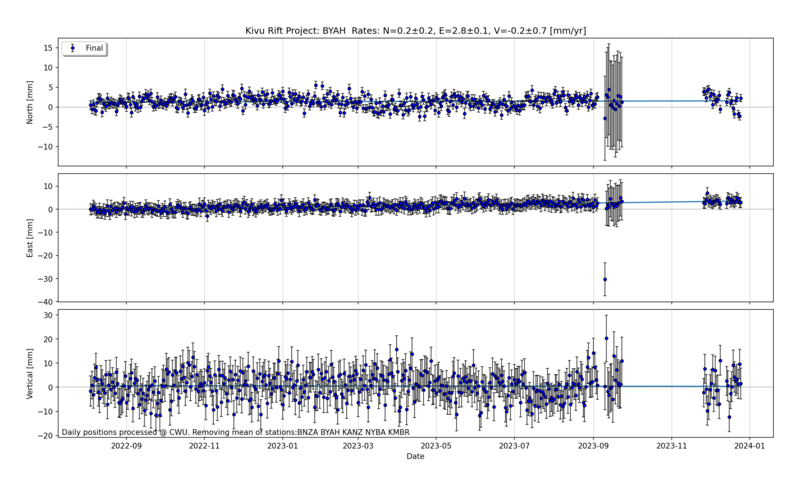 Kivu Rift Project: BYAH  Rates: N=0.2±0.2, E=2.8±0.1, V=-0.2±0.7 [mm/yr]
Final
North [mm]
15
10
5
0
−5
−10
East [mm]
10
0
−10
−20
−30
−40
Vertical [mm]
30
20
10
0
−10
−20
Daily positions processed @ CWU. Removing mean of stations:BNZA BYAH KANZ NYBA KMBR
2022-09 2022-11 2023-01 2023-03 2023-05 2023-07 2023-09 2023-11 2024-01
Date